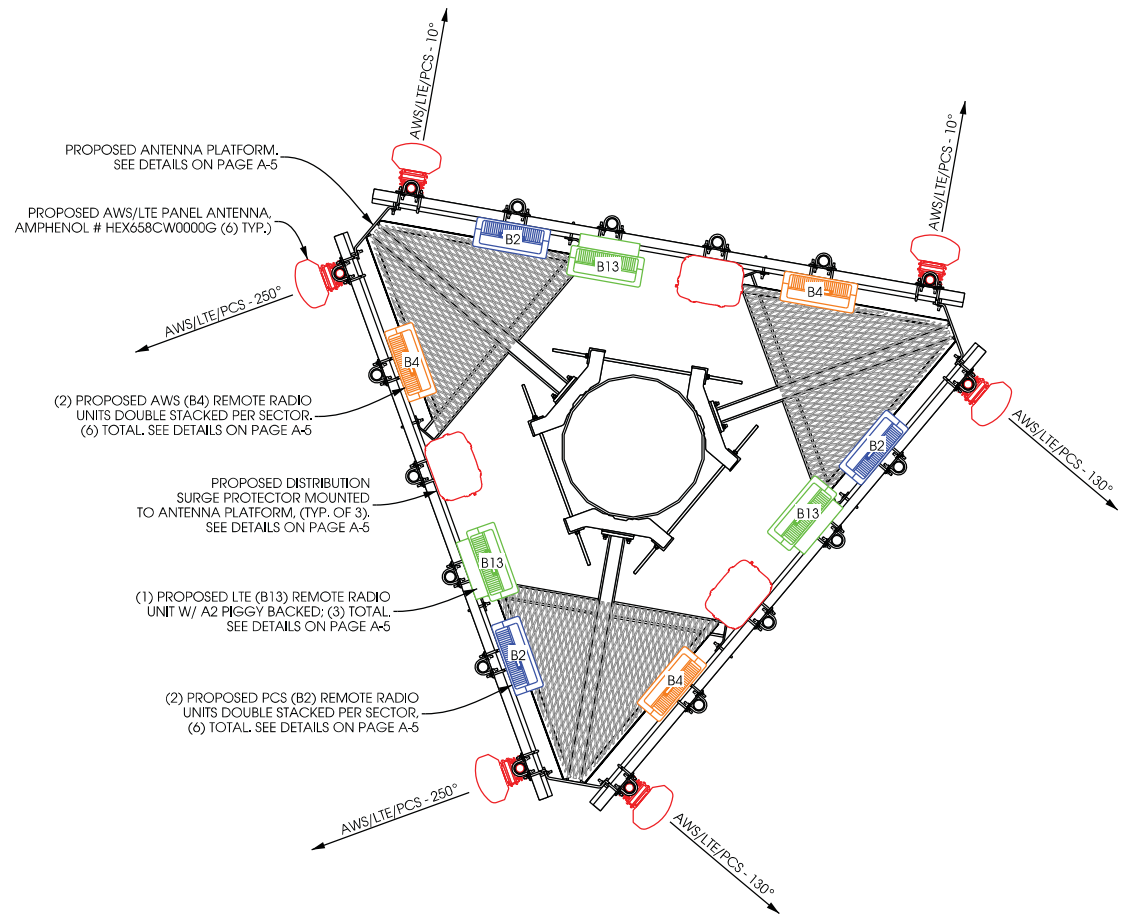 AWS/LTE/PCS - 10°
AWS/LTE/PCS - 10°
PROPOSED ANTENNA PLATFORM.
SEE DETAILS ON PAGE A-5
PROPOSED AWS/LTE PANEL ANTENNA,
AMPHENOL # HEX658CW0000G (6) TYP.)
B2
B13
B4
AWS/LTE/PCS - 250°
B4
(2) PROPOSED AWS (B4) REMOTE RADIO
UNITS DOUBLE STACKED PER SECTOR.
(6) TOTAL. SEE DETAILS ON PAGE A-5
B2
AWS/LTE/PCS - 130°
PROPOSED DISTRIBUTION
SURGE PROTECTOR MOUNTED
TO ANTENNA PLATFORM, (TYP. OF 3).
SEE DETAILS ON PAGE A-5
B13
B13
(1) PROPOSED LTE (B13) REMOTE RADIO
UNIT W/ A2 PIGGY BACKED; (3) TOTAL.
SEE DETAILS ON PAGE A-5
B2
B4
(2) PROPOSED PCS (B2) REMOTE RADIO
UNITS DOUBLE STACKED PER SECTOR,
(6) TOTAL. SEE DETAILS ON PAGE A-5
AWS/LTE/PCS - 250°
AWS/LTE/PCS - 130°